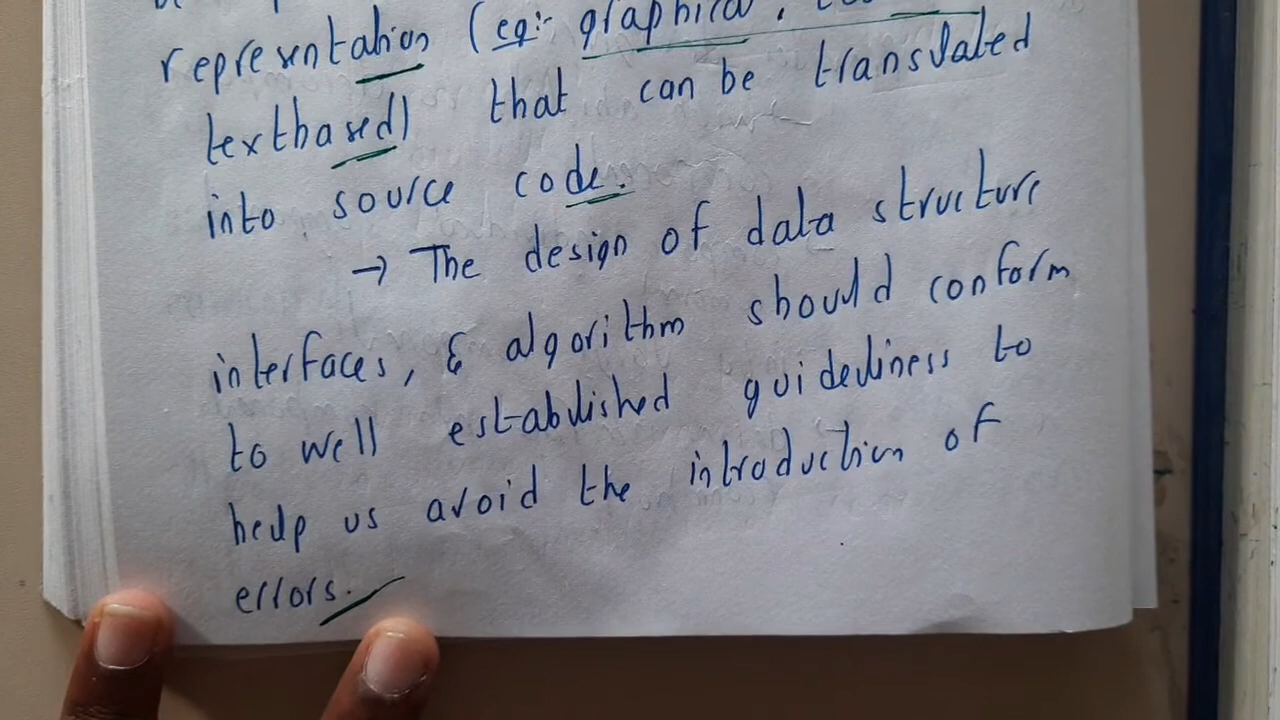 representation (eg:- graphical,
textbased) that can be translated
into source code.
→ The design of data structure
interfaces, & algorithm should conform
to well established guideliness to
help us avoid the introduction of
errors.